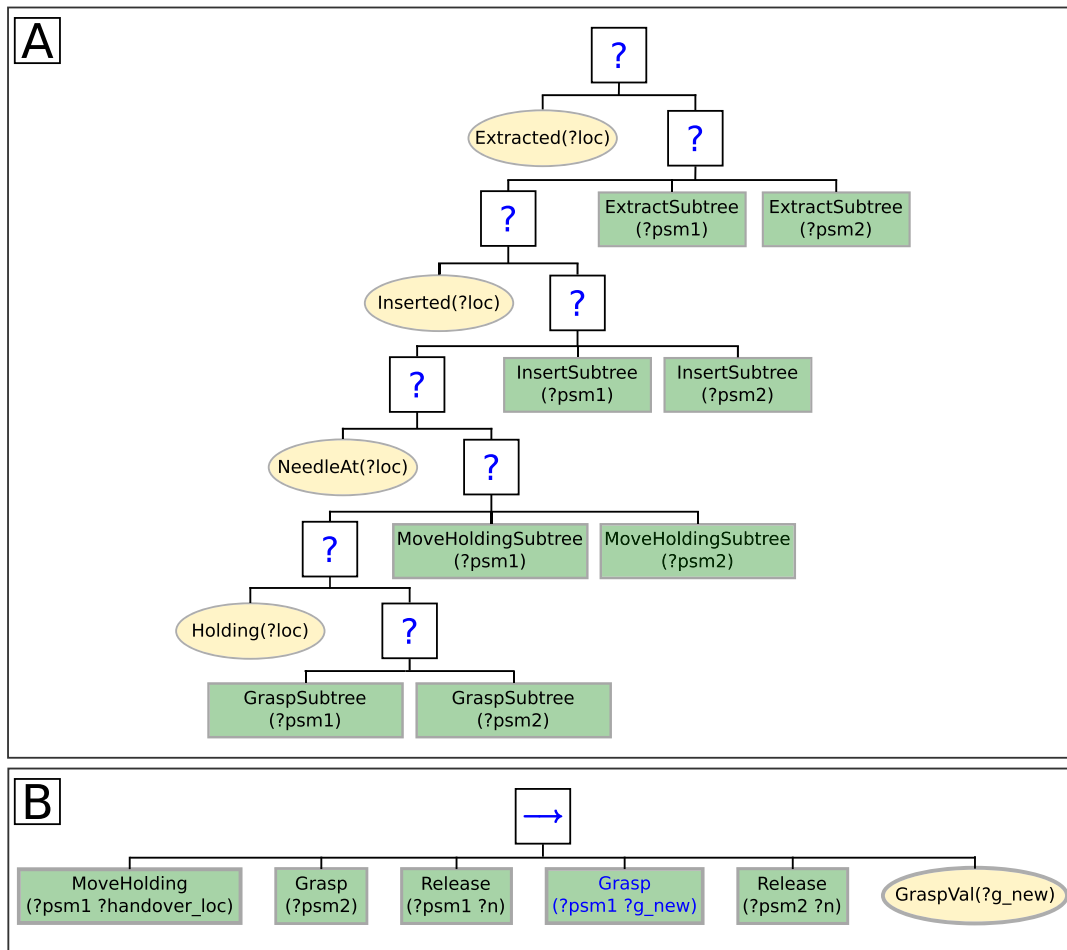 A
?
Extracted(?loc)
?
?
ExtractSubtree
(?psm1)
ExtractSubtree
(?psm2)
Inserted(?loc)
?
?
InsertSubtree
(?psm1)
InsertSubtree
(?psm2)
NeedleAt(?loc)
?
?
MoveHoldingSubtree
(?psm1)
MoveHoldingSubtree
(?psm2)
Holding(?loc)
?
GraspSubtree
(?psm1)
GraspSubtree
(?psm2)
B
→
MoveHolding
(?psm1 ?handover_loc)
Grasp
(?psm2)
Release
(?psm1 ?n)
Grasp
(?psm1 ?g_new)
Release
(?psm2 ?n)
GraspVal(?g_new)